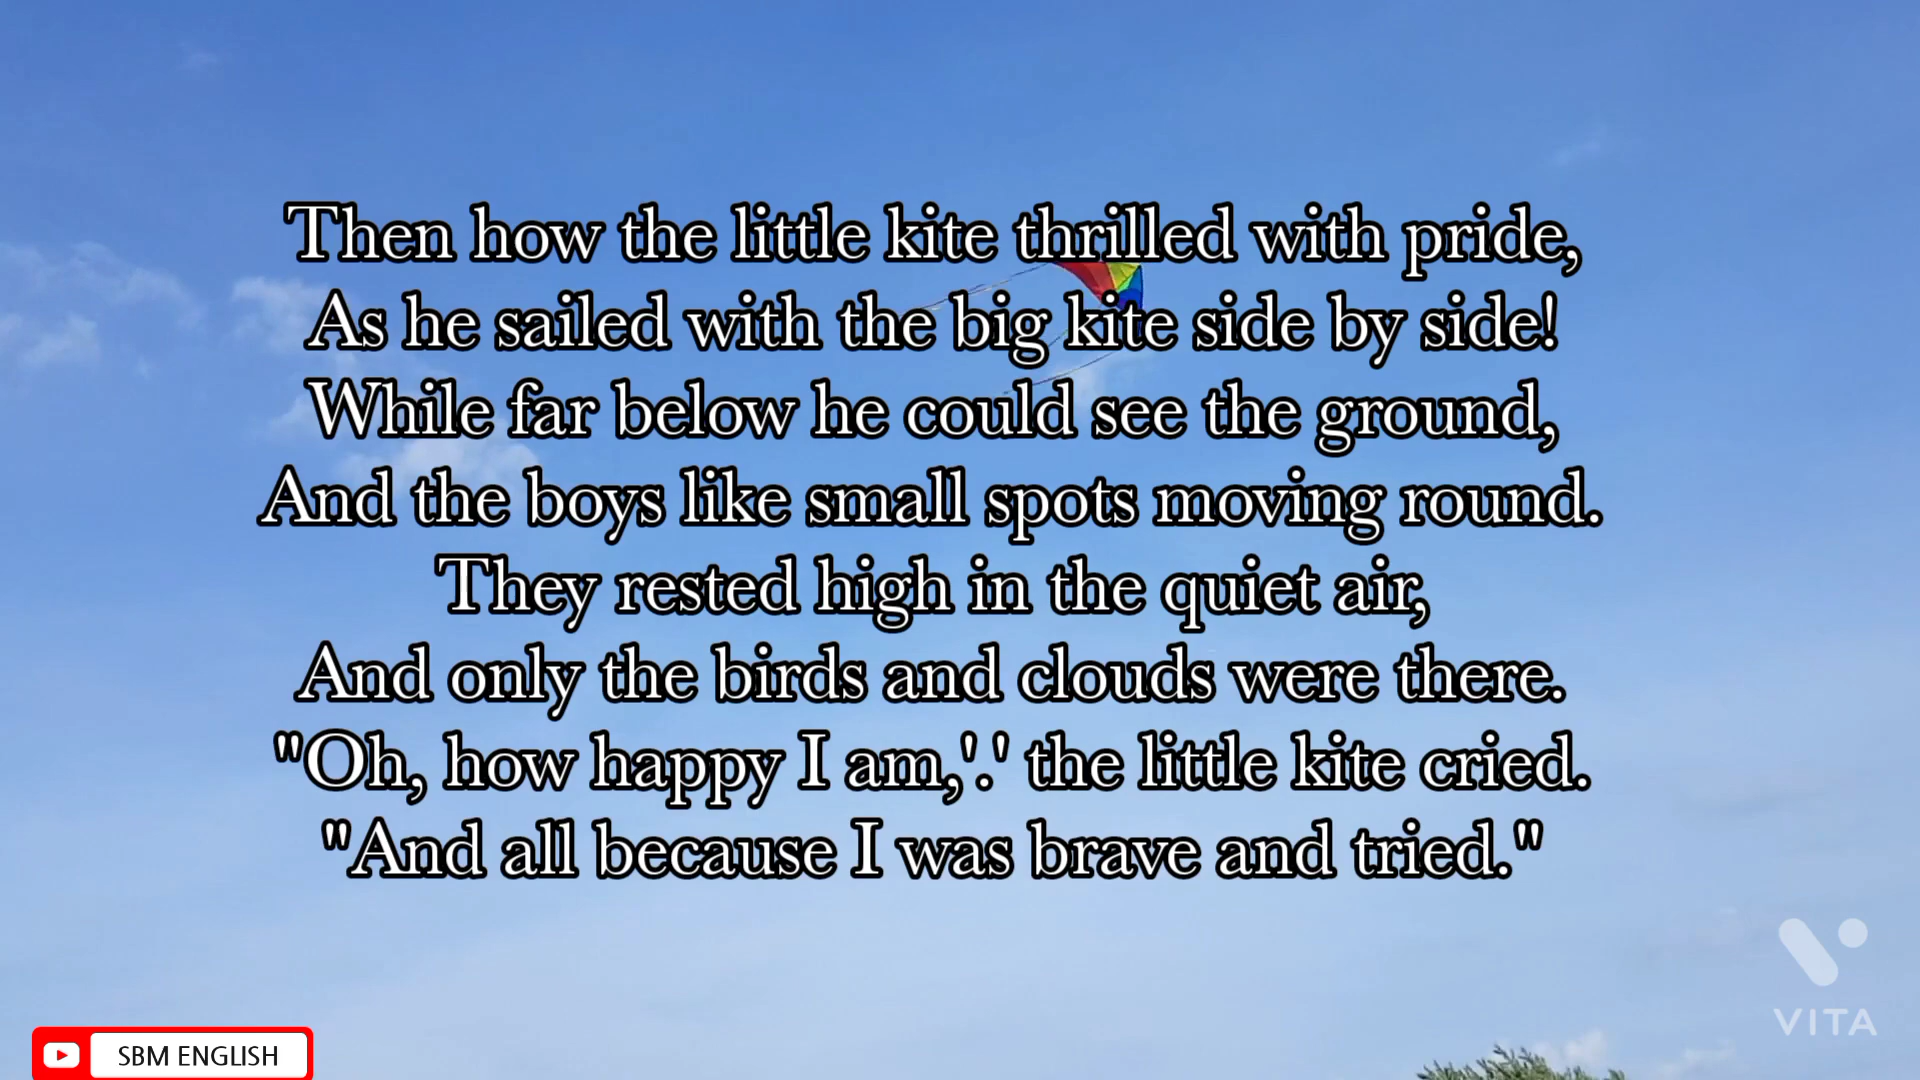 Then how the little kite thrilled with pride,
As he sailed with the big kite side by side!
While far below he could see the ground,
And the boys like small spots moving round.
They rested high in the quiet air,
And only the birds and clouds were there.
"Oh, how happy I am,'.' the little kite cried.
"And all because I was brave and tried."
VITA
SBM ENGLISH